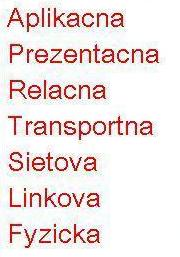 Aplikacna
Prezentacna
Relacna
Transportna
Sietova
Linkova
Fyzicka